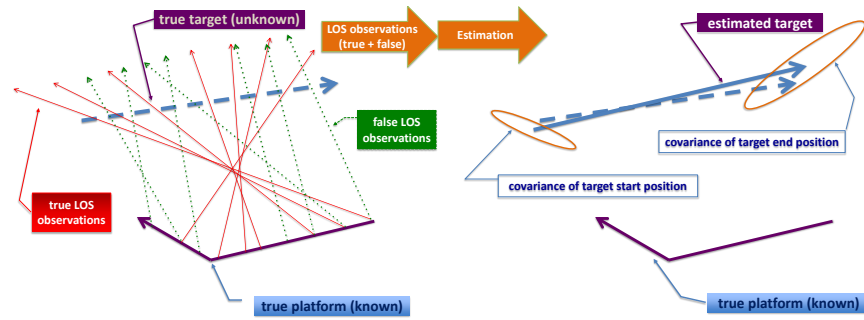 true target (unknown)
LOS observations
(true + false)
Estimation
estimated target
false LOS
observations
covariance of target end position
covariance of target start position
true LOS
observations
true platform (known)
true platform (known)